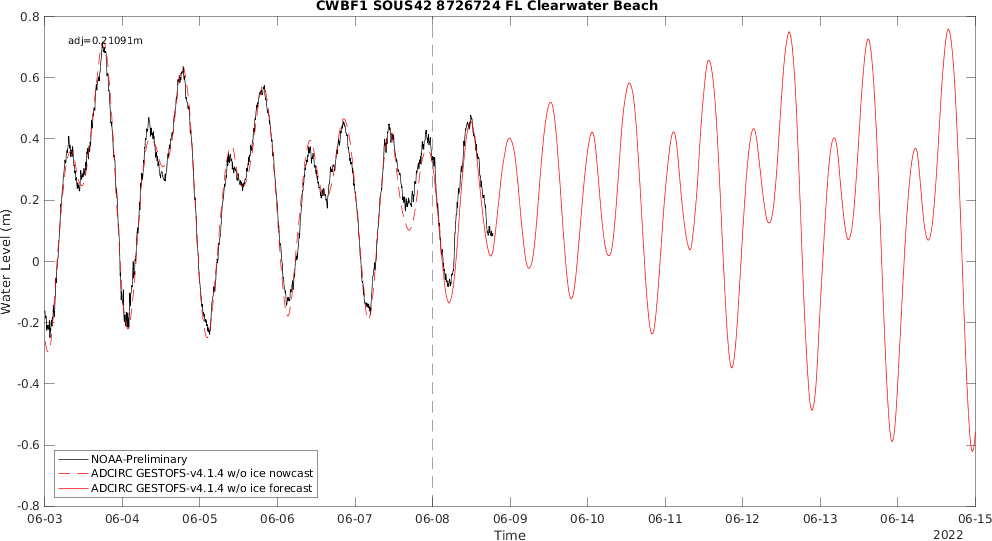 CWBF1 SOUS42 8726724 FL Clearwater Beach
adj=0.21091m
0.8
0.6
0.4
0.2
0
-0.2
-0.4
-0.6
-0.8
Water Level (m)
NOAA-Preliminary
ADCIRC GESTOFS-v4.1.4 w/o ice nowcast
ADCIRC GESTOFS-v4.1.4 w/o ice forecast
06-03 06-04 06-05 06-06 06-07 06-08 06-09 06-10 06-11 06-12 06-13 06-14 06-15
Time
2022